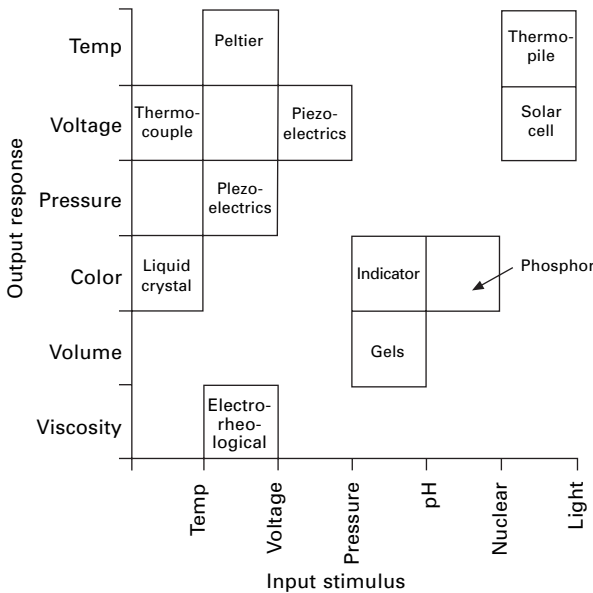 Temp
Peltier
Thermo-
pile
Voltage
Thermo-
couple
Piezo-
electrics
Solar
cell
Pressure
PIezo-
electrics
Color
Liquid
crystal
Indicator
Phosphor
Volume
Gels
Viscosity
Electro-
rheo-
logical
Output response
Temp
Voltage
Pressure
pH
Nuclear
Light
Input stimulus